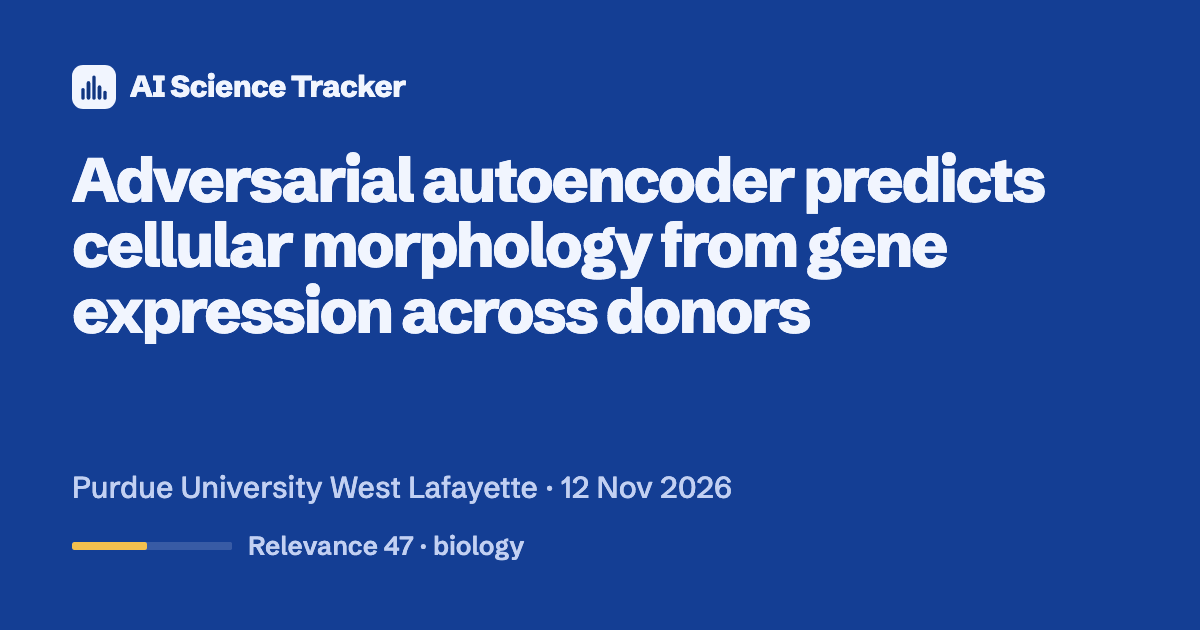 AI Science Tracker
Adversarial autoencoder predicts
cellular morphology from gene
expression across donors
Purdue University West Lafayette · 12 Nov 2026
Relevance 47 · biology